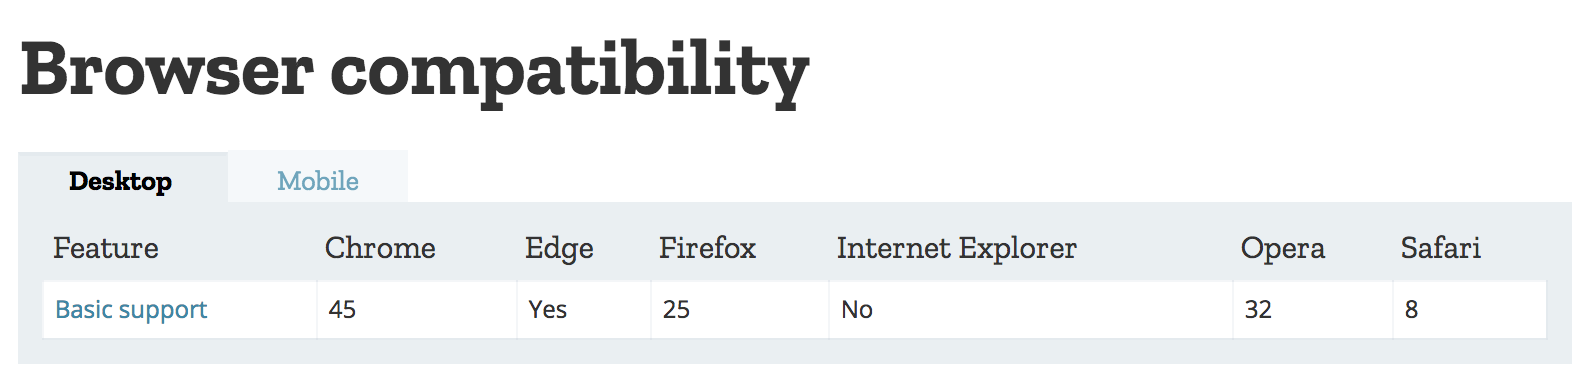 Browser compatibility
Desktop Mobile
Feature Chrome Edge Firefox Internet Explorer Opera Safari
Basic support 45 Yes 25 No 32 8